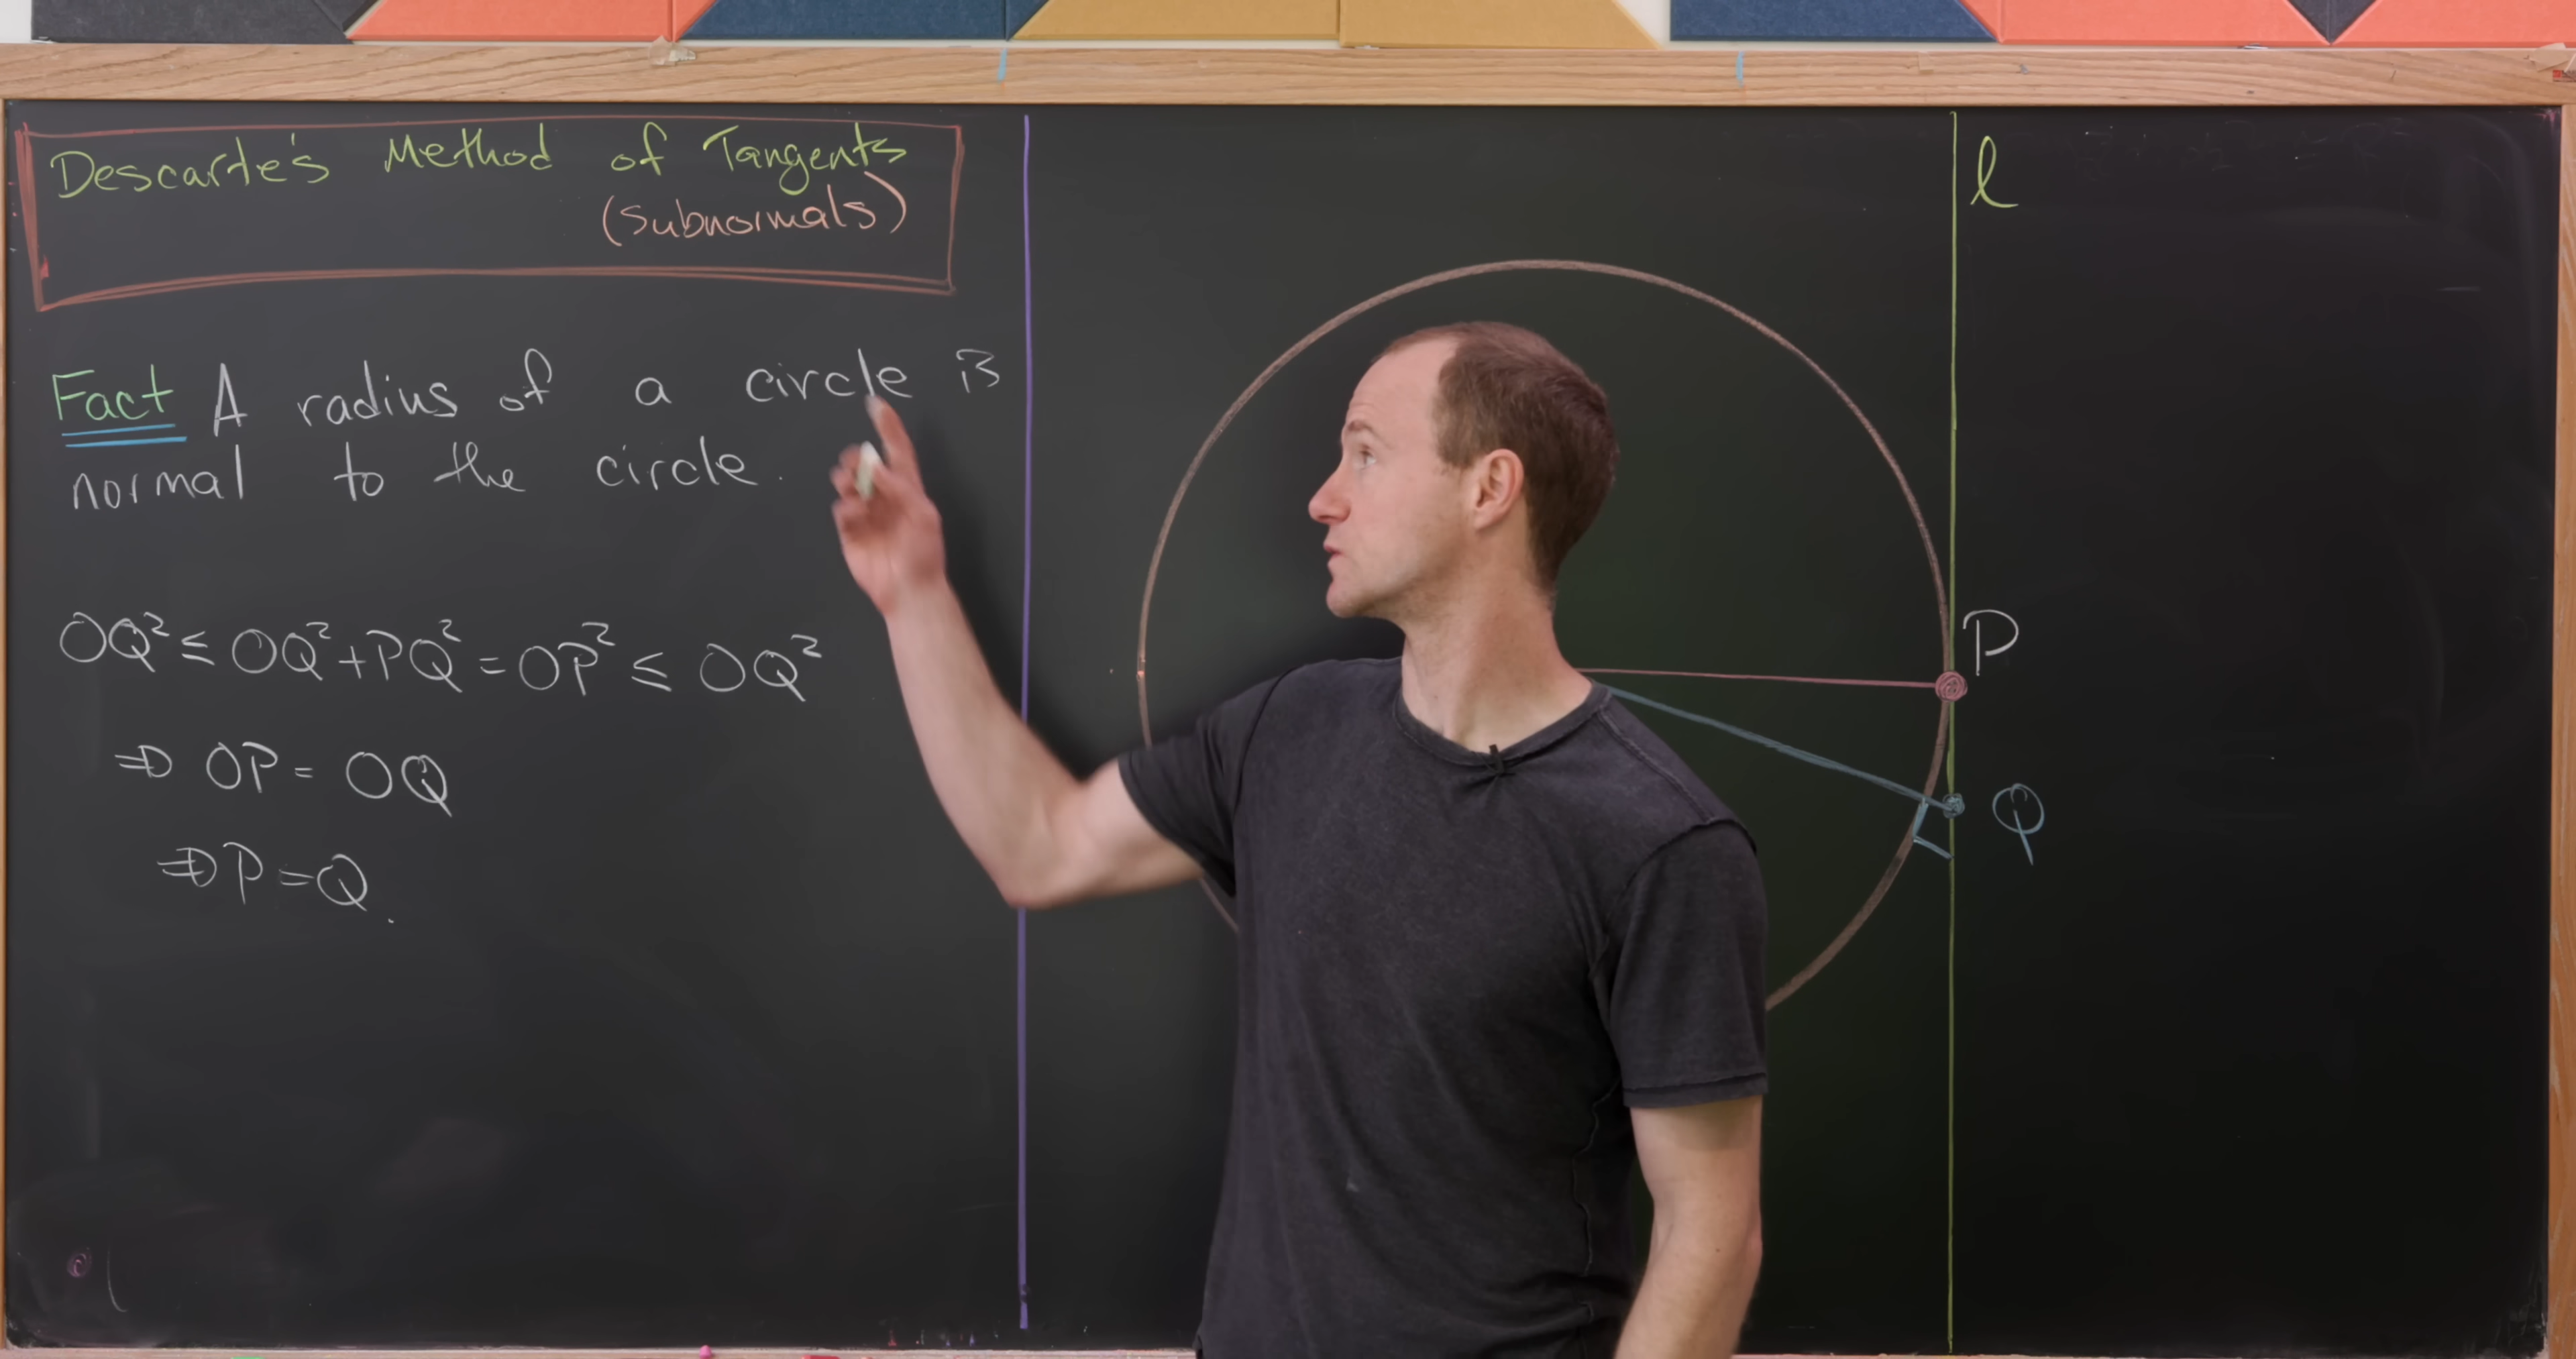 Descarte's Method of Tangents
(Subnormals)
Fact A radius of a circle is
normal to the circle.
OQ² ≤ OQ² + PQ² = OP² ≤ OQ²
⇒ OP = OQ
⇒ P = Q.
l
P
Q